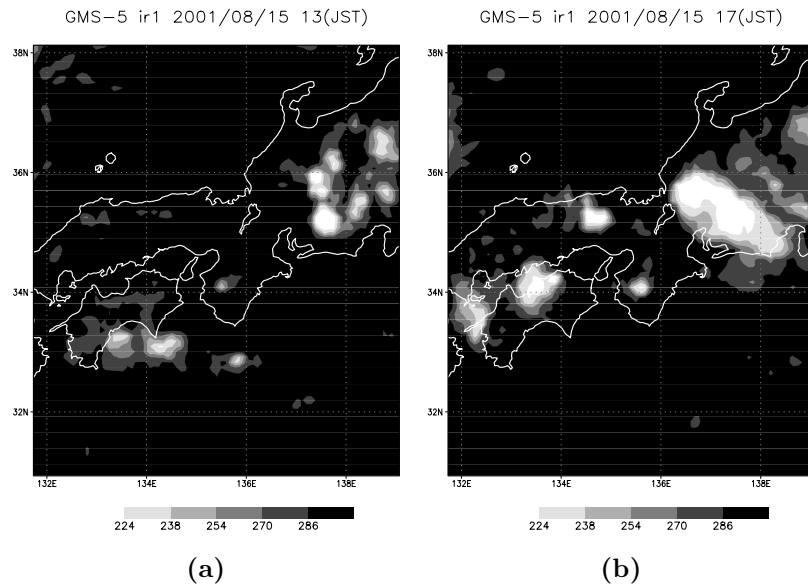 GMS-5 ir1 2001/08/15 13(JST)
38N
36N
34N
32N
132E 134E 136E 138E
224 238 254 270 286
(a)
GMS-5 ir1 2001/08/15 17(JST)
38N
36N
34N
32N
132E 134E 136E 138E
224 238 254 270 286
(b)